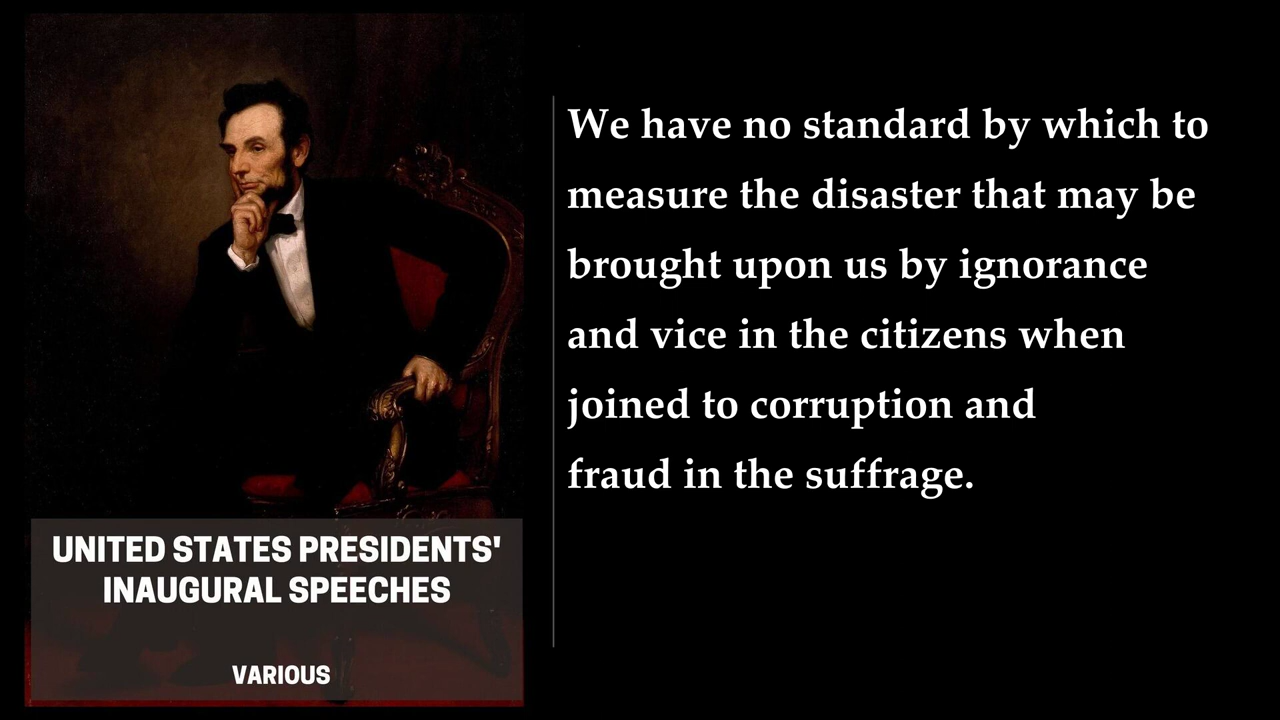 We have no standard by which to
measure the disaster that may be
brought upon us by ignorance
and vice in the citizens when
joined to corruption and
fraud in the suffrage.
UNITED STATES PRESIDENTS'
INAUGURAL SPEECHES
VARIOUS